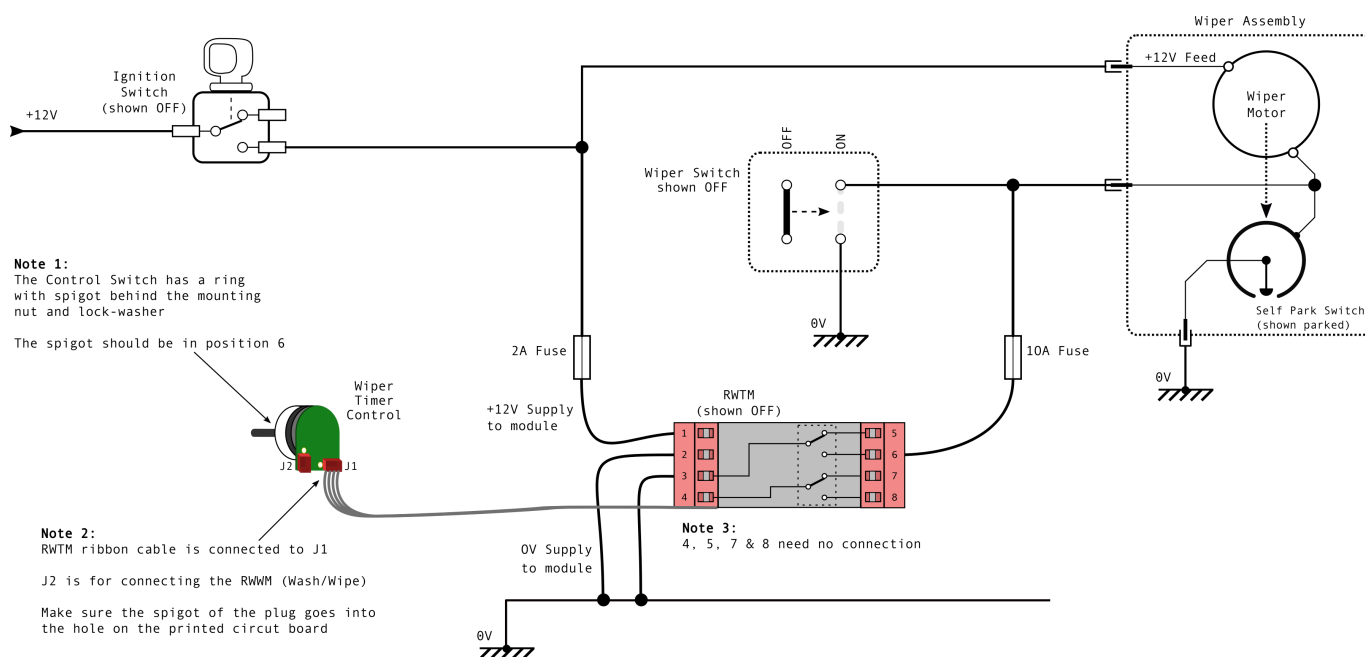 Wiper Assembly
+12V Feed
Wiper
Motor
Ignition
Switch
(shown OFF)
+12V
OFF
ON
Wiper Switch
shown OFF
0V
Self Park Switch
(shown parked)
0V
Note 1:
The Control Switch has a ring
with spigot behind the mounting
nut and lock-washer
The spigot should be in position 6
2A Fuse
10A Fuse
Wiper
Timer
Control
+12V Supply
to module
RWTM
(shown OFF)
1
2
3
4
5
6
7
8
J2
J1
Note 2:
RWTM ribbon cable is connected to J1
J2 is for connecting the RWWM (Wash/Wipe)
Make sure the spigot of the plug goes into
the hole on the printed circut board
Note 3:
4, 5, 7 & 8 need no connection
0V Supply
to module
0V